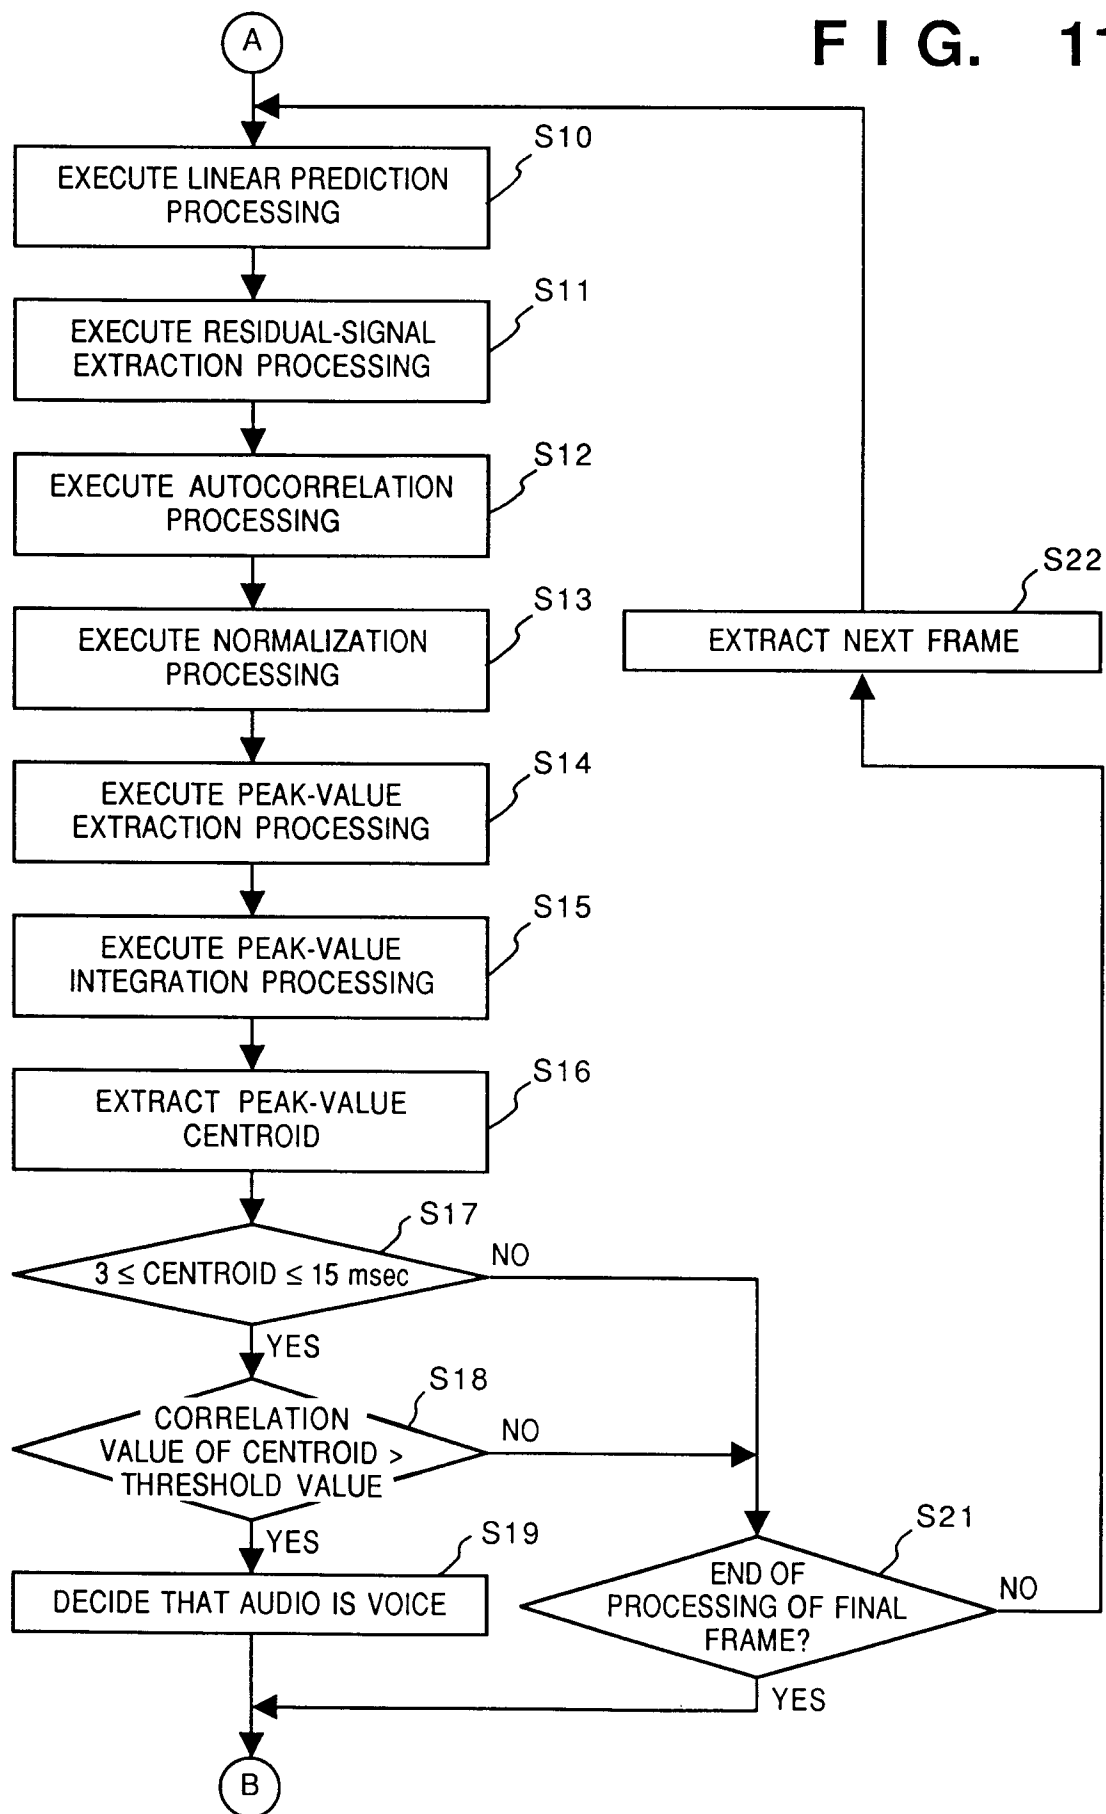 FIG. 11
A
S10
EXECUTE LINEAR PREDICTION
PROCESSING
S11
EXECUTE RESIDUAL-SIGNAL
EXTRACTION PROCESSING
S12
EXECUTE AUTOCORRELATION
PROCESSING
S13
EXECUTE NORMALIZATION
PROCESSING
S22
EXTRACT NEXT FRAME
S14
EXECUTE PEAK-VALUE
EXTRACTION PROCESSING
S15
EXECUTE PEAK-VALUE
INTEGRATION PROCESSING
S16
EXTRACT PEAK-VALUE
CENTROID
S17
3 ≤ CENTROID ≤ 15 msec
NO
YES
S18
CORRELATION
VALUE OF CENTROID >
THRESHOLD VALUE
NO
YES
S19
DECIDE THAT AUDIO IS VOICE
S21
END OF
PROCESSING OF FINAL
FRAME?
NO
YES
B